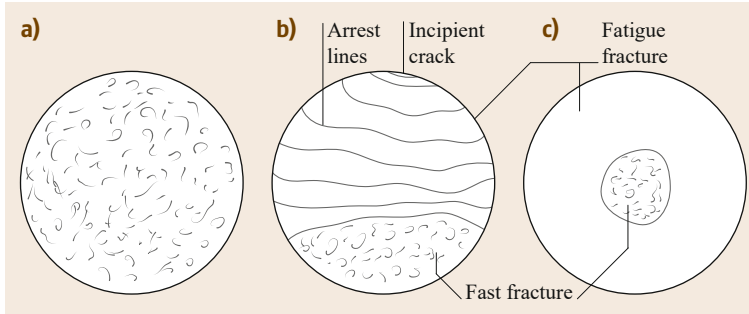 a)
b)
Arrest
lines
Incipient
crack
c)
Fatigue
fracture
Fast fracture